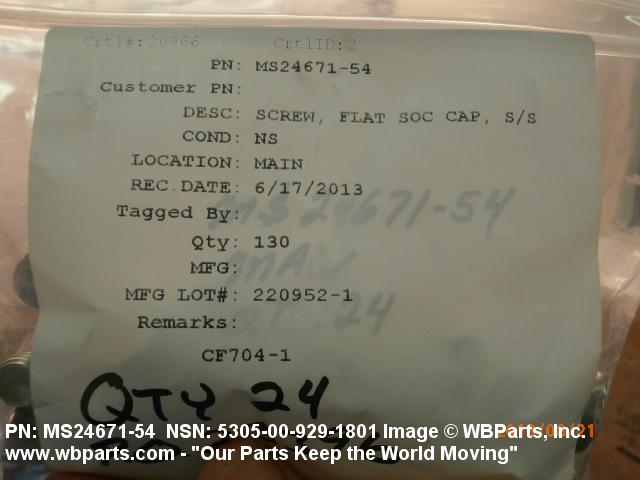 Crtl#: 20966 CrtlID: 2
PN: MS24671-54
Customer PN:
DESC: SCREW, FLAT SOC CAP, S/S
COND: NS
LOCATION: MAIN
REC.DATE: 6/17/2013
Tagged By:
MS24671-54
Qty: 130
MFG:
MFG LOT#: 220952-1
24
Remarks:
CF704-1
QTY 24
PN: MS24671-54 NSN: 5305-00-929-1801 Image © WBParts, Inc.
www.wbparts.com - "Our Parts Keep the World Moving"